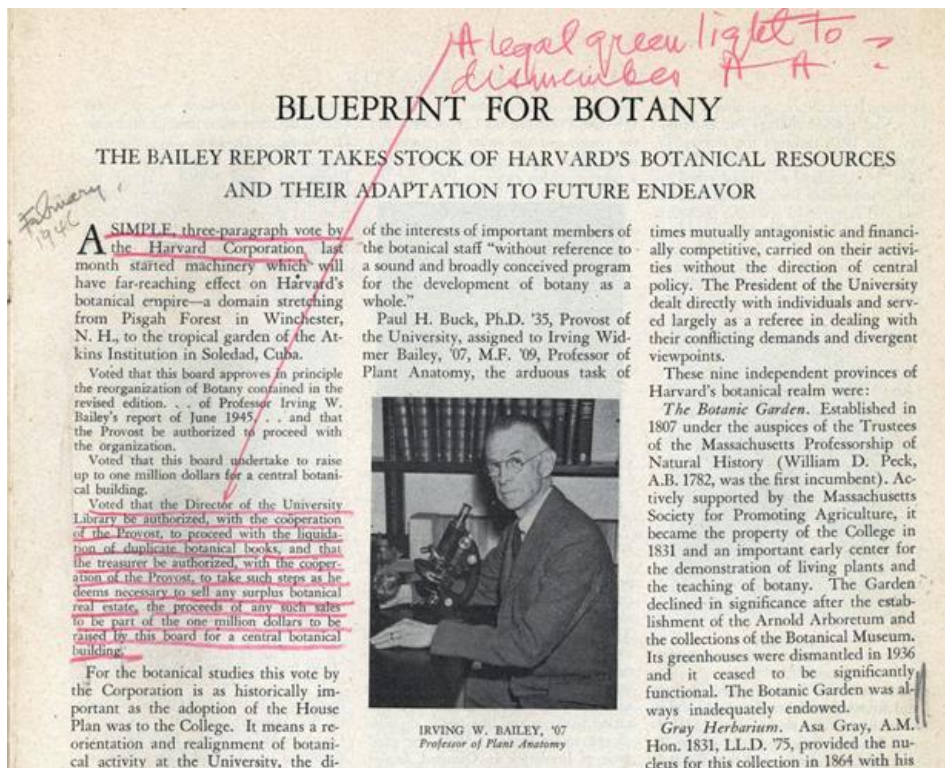 A legal green light to
dismember A A ?
BLUEPRINT FOR BOTANY
THE BAILEY REPORT TAKES STOCK OF HARVARD'S BOTANICAL RESOURCES
AND THEIR ADAPTATION TO FUTURE ENDEAVOR
February,
1946
A SIMPLE, three-paragraph vote by
the Harvard Corporation last
month started machinery which will
have far-reaching effect on Harvard's
botanical empire—a domain stretching
from Pisgah Forest in Winchester,
N. H., to the tropical garden of the At-
kins Institution in Soledad, Cuba.
Voted that this board approves in principle
the reorganization of Botany contained in the
revised edition. . . of Professor Irving W.
Bailey's report of June 1945, . . and that
the Provost be authorized to proceed with
the organization.
Voted that this board undertake to raise
up to one million dollars for a central botani-
cal building.
Voted that the Director of the University
Library be authorized, with the coöperation
of the Provost, to proceed with the liquida-
tion of duplicate botanical books, and that
the treasurer be authorized, with the cooper-
ation of the Provost, to take such steps as he
deems necessary to sell any surplus botanical
real estate, the proceeds of any such sales
to be part of the one million dollars to be
raised by this board for a central botanical
building.
For the botanical studies this vote by
the Corporation is as historically im-
portant as the adoption of the House
Plan was to the College. It means a re-
orientation and realignment of botani-
cal activity at the University, the di-
of the interests of important members of
the botanical staff "without reference to
a sound and broadly conceived program
for the development of botany as a
whole."
Paul H. Buck, Ph.D. '35, Provost of
the University, assigned to Irving Wid-
mer Bailey, '07, M.F. '09, Professor of
Plant Anatomy, the arduous task of
IRVING W. BAILEY, '07
Professor of Plant Anatomy
times mutually antagonistic and financi-
ally competitive, carried on their activi-
ties without the direction of central
policy. The President of the University
dealt directly with individuals and serv-
ed largely as a referee in dealing with
their conflicting demands and divergent
viewpoints.
These nine independent provinces of
Harvard's botanical realm were:
The Botanic Garden. Established in
1807 under the auspices of the Trustees
of the Massachusetts Professorship of
Natural History (William D. Peck,
A.B. 1782, was the first incumbent). Ac-
tively supported by the Massachusetts
Society for Promoting Agriculture, it
became the property of the College in
1831 and an important early center for
the demonstration of living plants and
the teaching of botany. The Garden
declined in significance after the estab-
lishment of the Arnold Arboretum and
the collections of the Botanical Museum.
Its greenhouses were dismantled in 1936
and it ceased to be significantly
functional. The Botanic Garden was al-
ways inadequately endowed.
Gray Herbarium. Asa Gray, A.M.
Hon. 1831, LL.D. '75, provided the nu-
cleus for this collection in 1864 with his